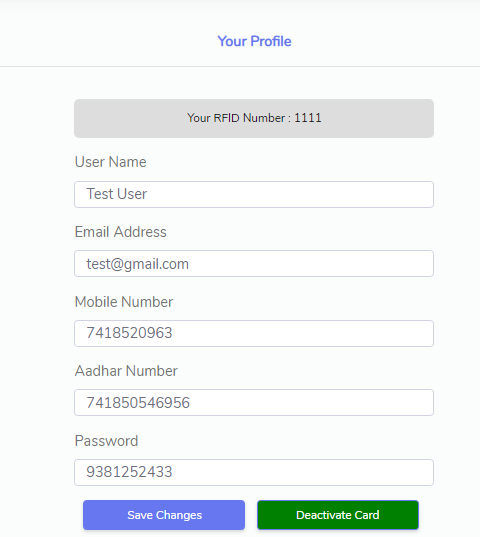 Your Profile
Your RFID Number : 1111
User Name
Test User
Email Address
test@gmail.com
Mobile Number
7418520963
Aadhar Number
741850546956
Password
9381252433
Save Changes
Deactivate Card